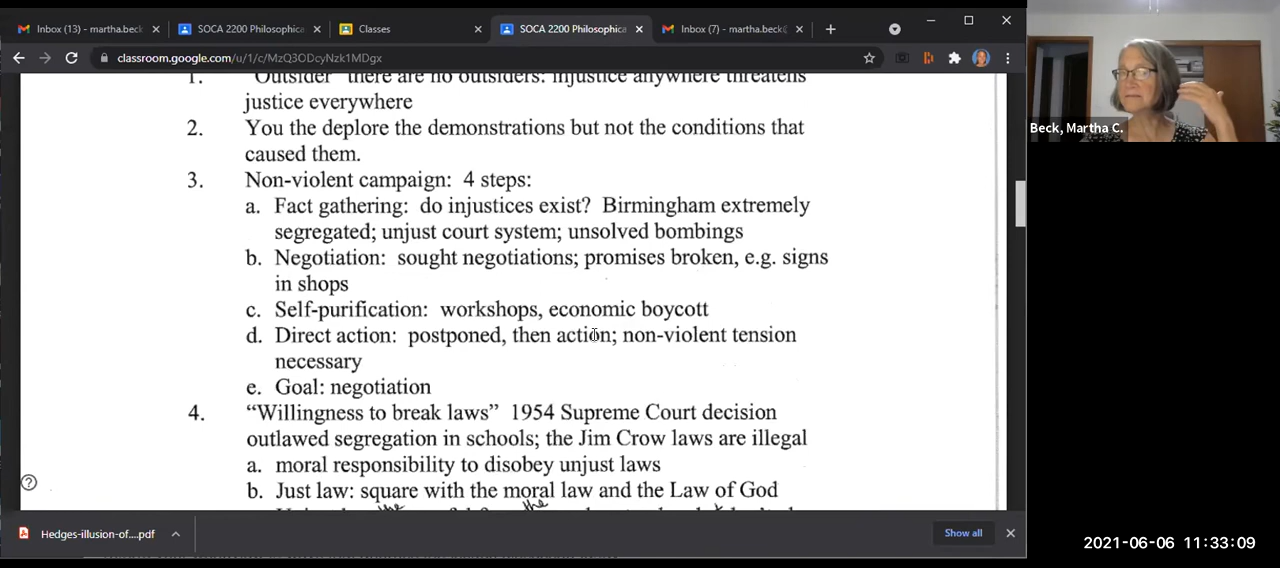 Inbox (13) - martha.beck
SOCA 2200 Philosophica
Classes
SOCA 2200 Philosophica
Inbox (7) - martha.beck@
classroom.google.com/u/1/c/MzQ3ODcyNzk1MDgx
1. "Outsider" there are no outsiders: injustice anywhere threatens
justice everywhere
2. You the deplore the demonstrations but not the conditions that
caused them.
3. Non-violent campaign: 4 steps:
a. Fact gathering: do injustices exist? Birmingham extremely
segregated; unjust court system; unsolved bombings
b. Negotiation: sought negotiations; promises broken, e.g. signs
in shops
c. Self-purification: workshops, economic boycott
d. Direct action: postponed, then action; non-violent tension
necessary
e. Goal: negotiation
4. "Willingness to break laws" 1954 Supreme Court decision
outlawed segregation in schools; the Jim Crow laws are illegal
a. moral responsibility to disobey unjust laws
b. Just law: square with the moral law and the Law of God
the the
Hedges-illusion-of....pdf
Show all
Beck, Martha C.
2021-06-06 11:33:09